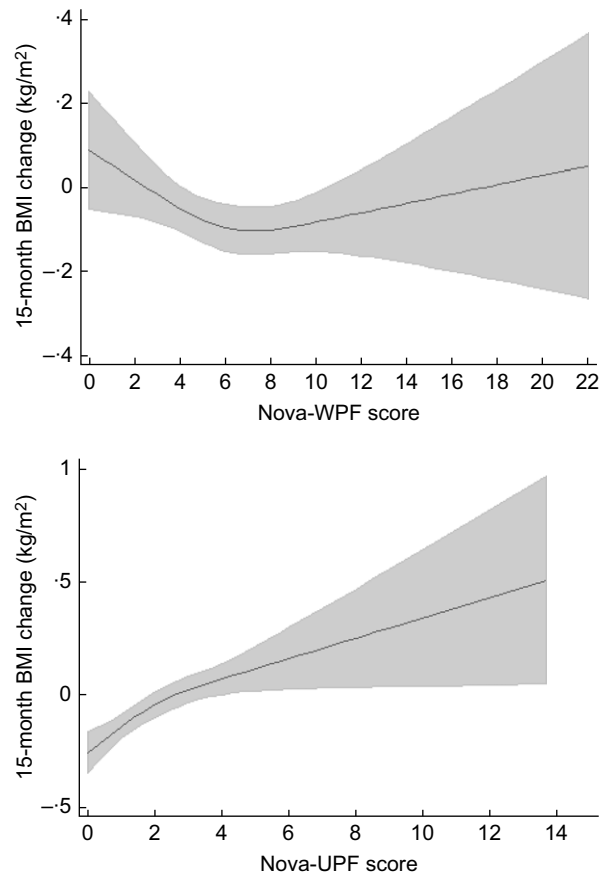 15-month BMI change (kg/m²)
·4
·2
0
–·2
–·4
0 2 4 6 8 10 12 14 16 18 20 22
Nova-WPF score
15-month BMI change (kg/m²)
1
·5
0
–·5
0 2 4 6 8 10 12 14
Nova-UPF score